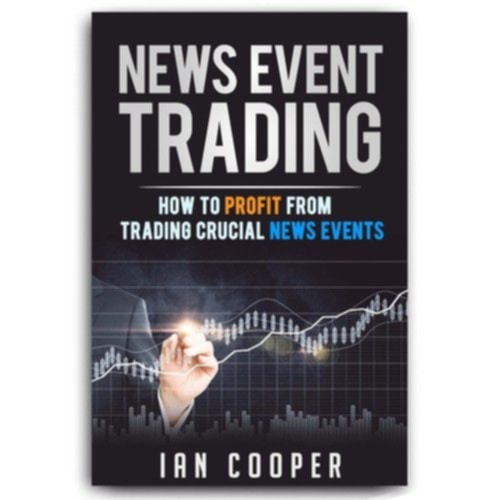 NEWS EVENT
TRADING
HOW TO PROFIT FROM
TRADING CRUCIAL NEWS EVENTS
IAN COOPER